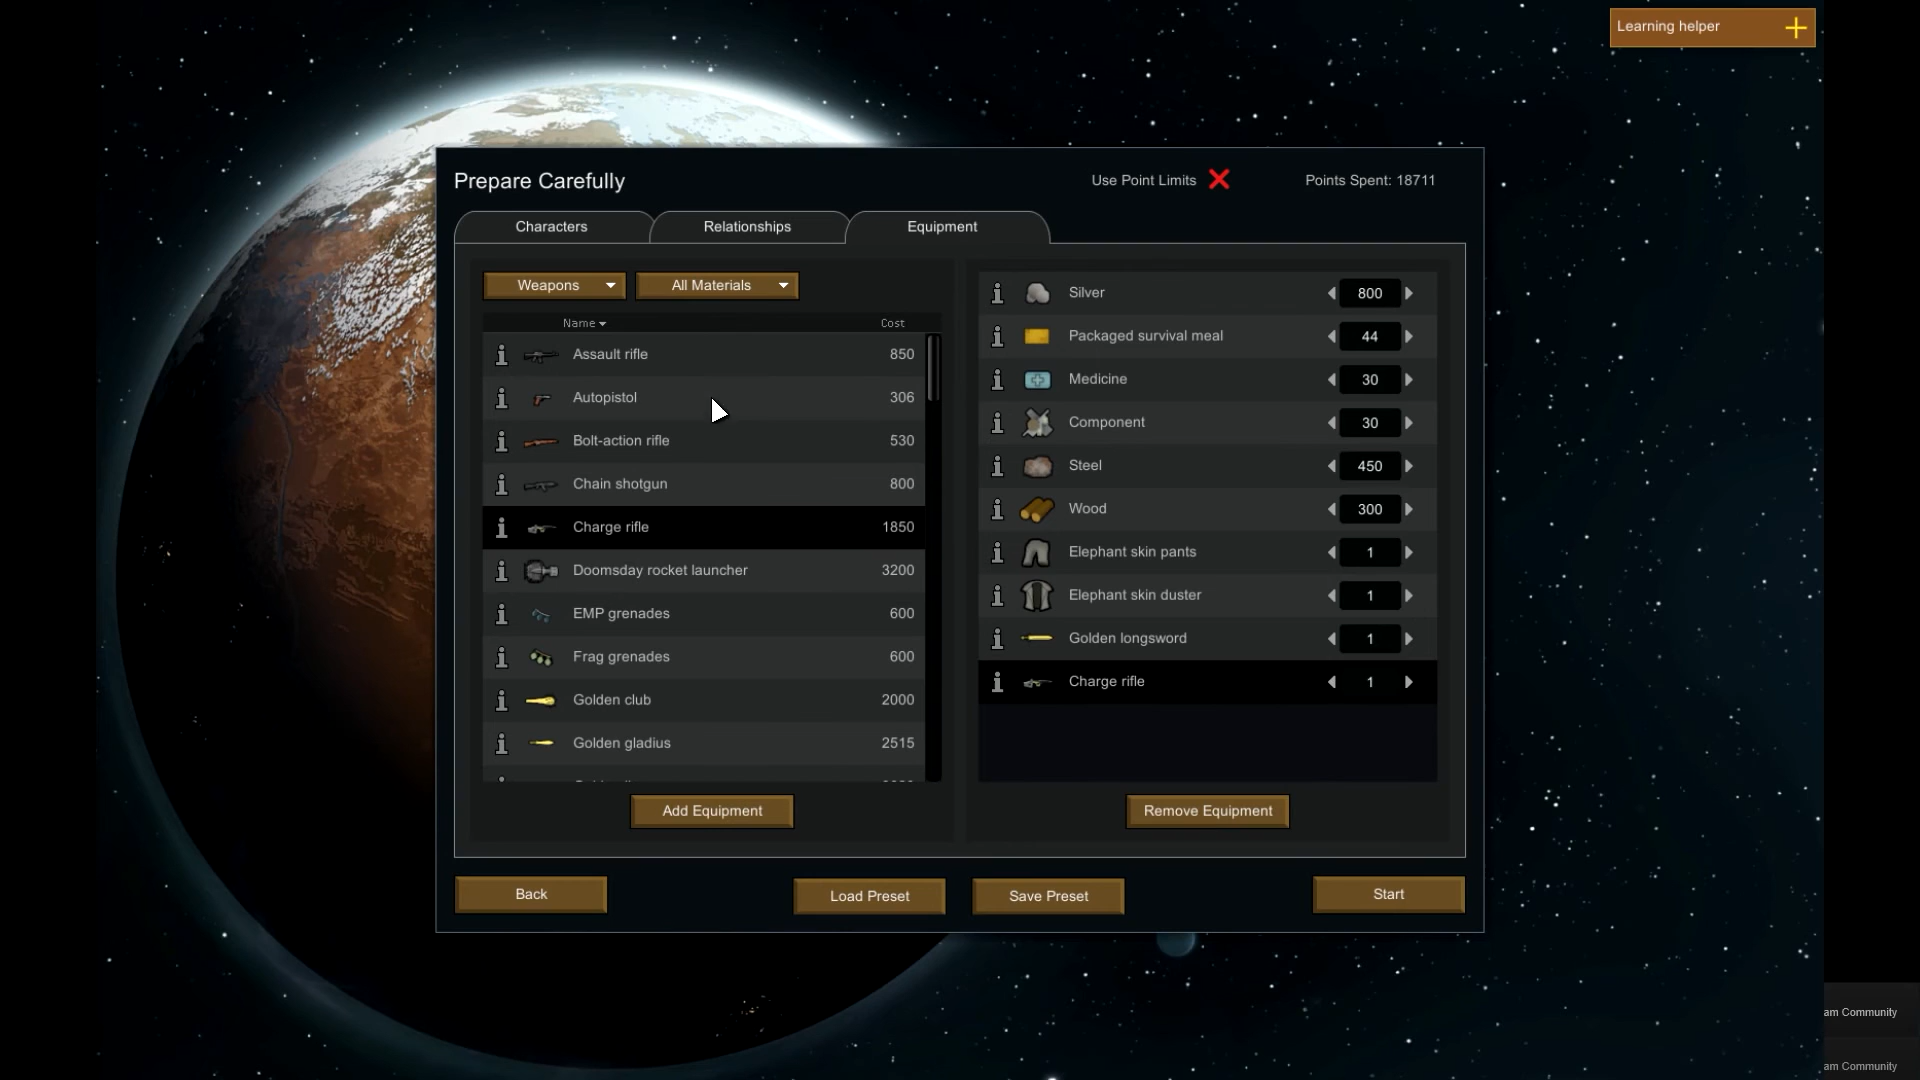 Learning helper
Prepare Carefully
Use Point Limits
Points Spent: 18711
Characters
Relationships
Equipment
Weapons
All Materials
Name
Cost
Assault rifle 850
Autopistol 306
Bolt-action rifle 530
Chain shotgun 800
Charge rifle 1850
Doomsday rocket launcher 3200
EMP grenades 600
Frag grenades 600
Golden club 2000
Golden gladius 2515
Add Equipment
Silver 800
Packaged survival meal 44
Medicine 30
Component 30
Steel 450
Wood 300
Elephant skin pants 1
Elephant skin duster 1
Golden longsword 1
Charge rifle 1
Remove Equipment
Back
Load Preset
Save Preset
Start
am Community
am Community